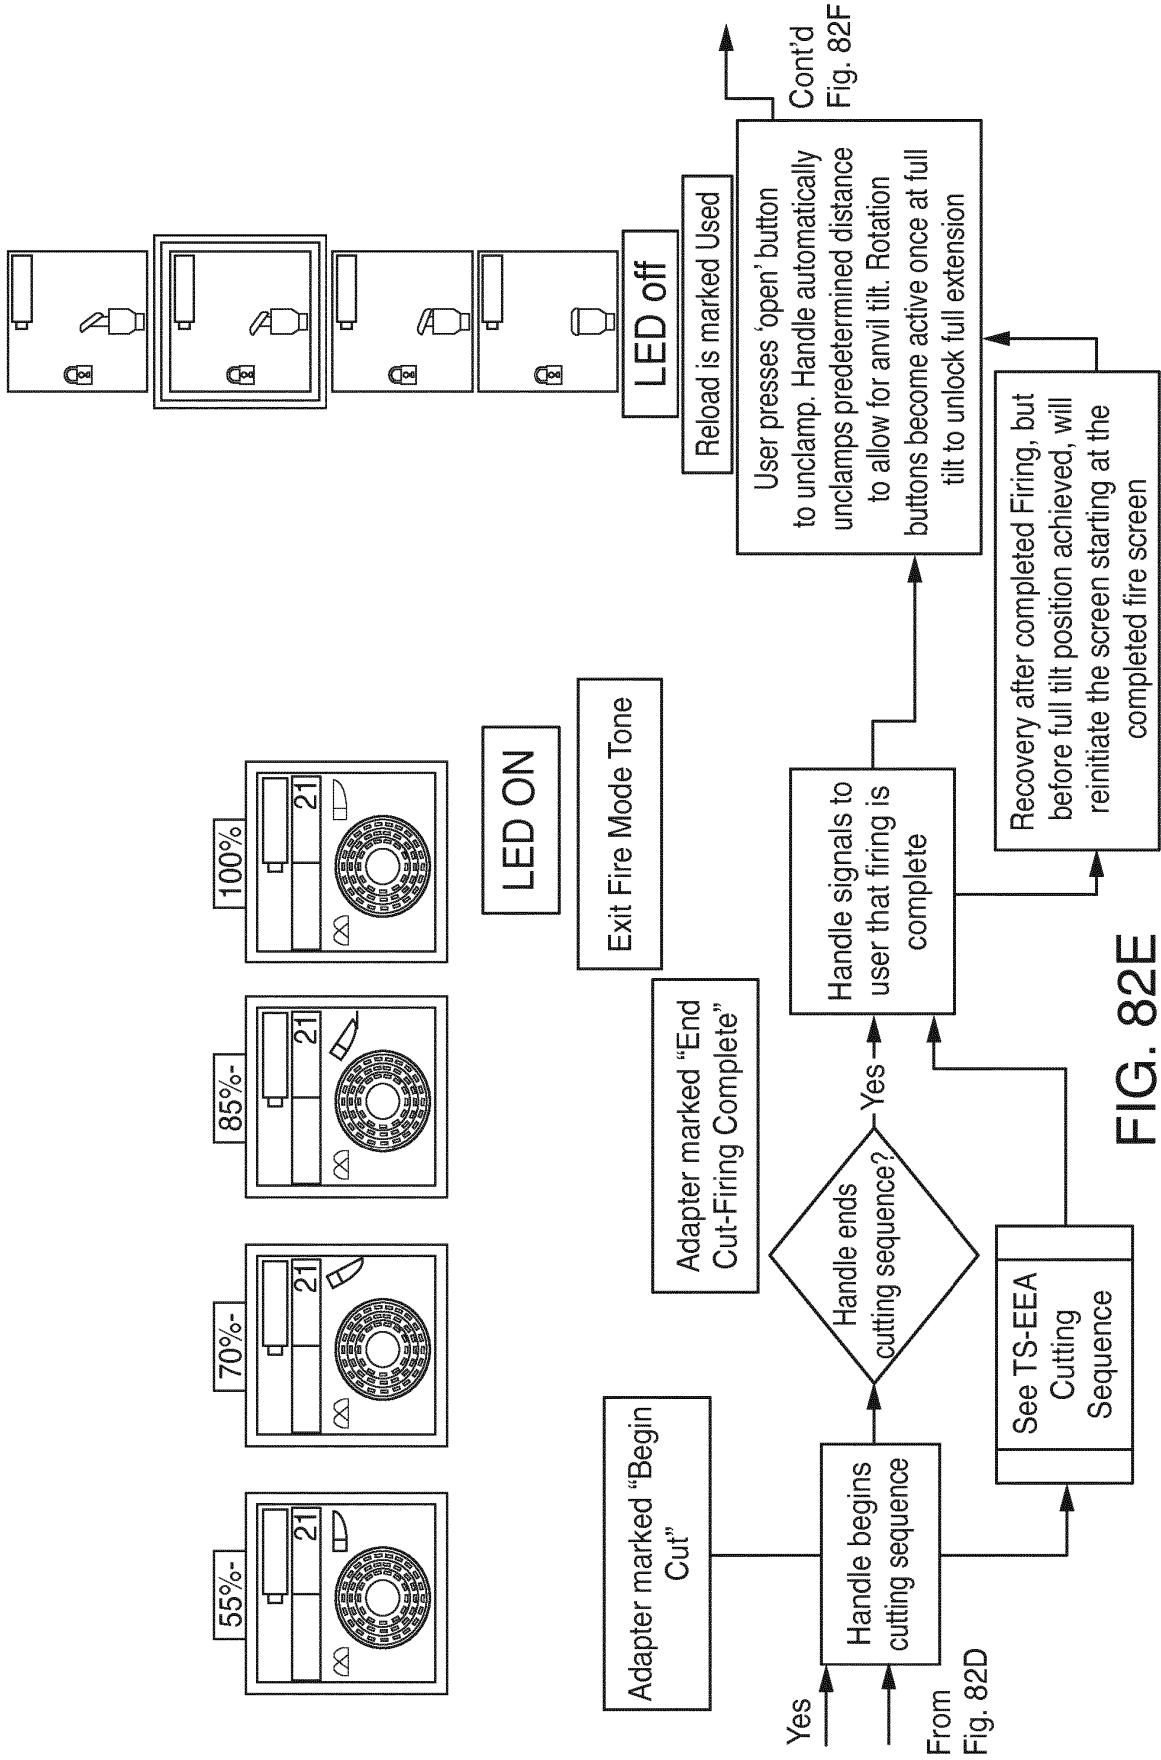 55%-
70%-
85%-
100%
21
21
21
21
LED ON
Exit Fire Mode Tone
LED off
Reload is marked Used
Adapter marked “Begin
Cut”
Adapter marked “End
Cut-Firing Complete”
Yes
From
Fig. 82D
Handle begins
cutting sequence
Handle ends
cutting sequence?
Yes
See TS-EEA
Cutting
Sequence
Handle signals to
user that firing is
complete
User presses ‘open’ button
to unclamp. Handle automatically
unclamps predetermined distance
to allow for anvil tilt. Rotation
buttons become active once at full
tilt to unlock full extension
Cont’d
Fig. 82F
Recovery after completed Firing, but
before full tilt position achieved, will
reinitiate the screen starting at the
completed fire screen
FIG. 82E